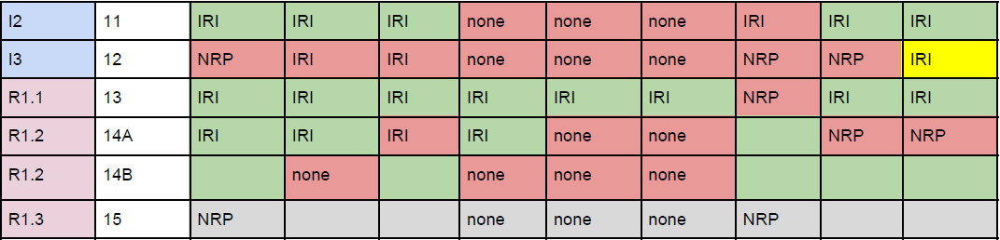 I2 11 IRI IRI IRI none none none IRI IRI IRI
I3 12 NRP IRI IRI none none none NRP NRP IRI
R1.1 13 IRI IRI IRI IRI IRI IRI NRP IRI IRI
R1.2 14A IRI IRI IRI IRI none none NRP NRP
R1.2 14B none none none none
R1.3 15 NRP none none none NRP